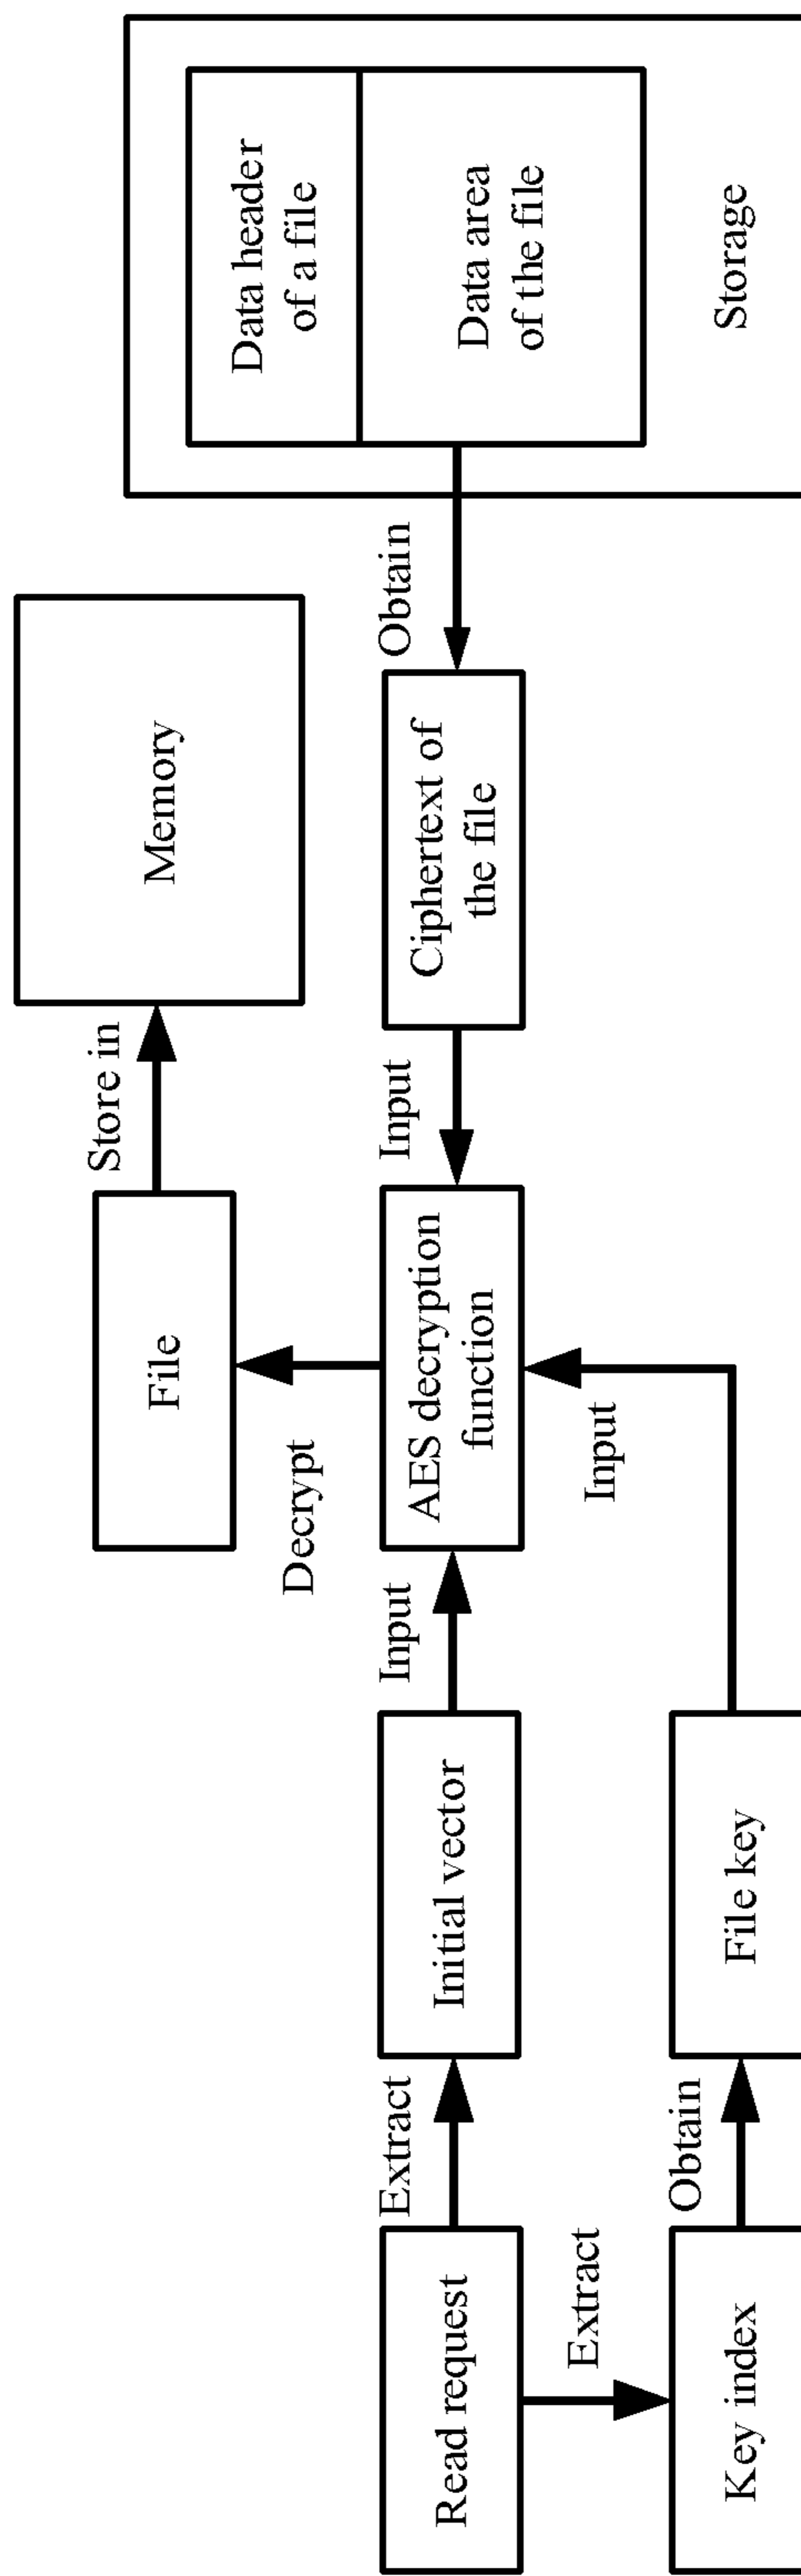 Memory
Store in
File
Data header
of a file
Decrypt
Read request
Extract
Initial vector
Input
AES decryption
function
Input
Ciphertext of
the file
Obtain
Data area
of the file
Extract
Input
Key index
Obtain
File key
Storage